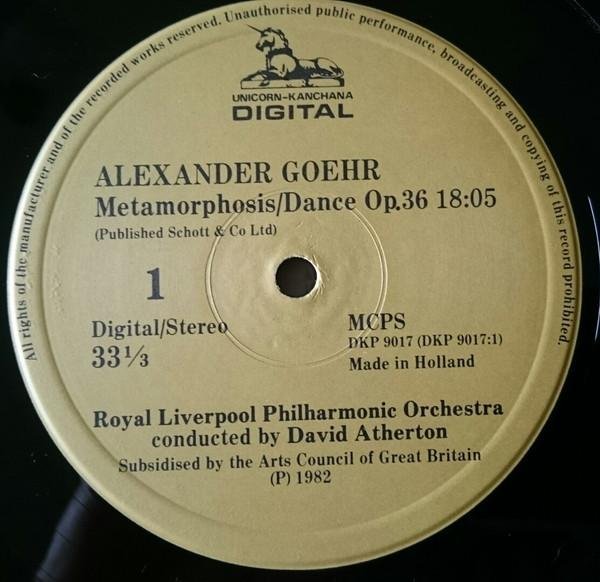 All rights of the manufacturer and of the recorded works reserved. Unauthorised public performance, broadcasting and copying of this record prohibited.
UNICORN-KANCHANA
DIGITAL
ALEXANDER GOEHR
Metamorphosis/Dance Op.36 18:05
(Published Schott & Co Ltd)
1
Digital/Stereo
33⅓
MCPS
DKP 9017 (DKP 9017:1)
Made in Holland
Royal Liverpool Philharmonic Orchestra
conducted by David Atherton
Subsidised by the Arts Council of Great Britain
(P) 1982